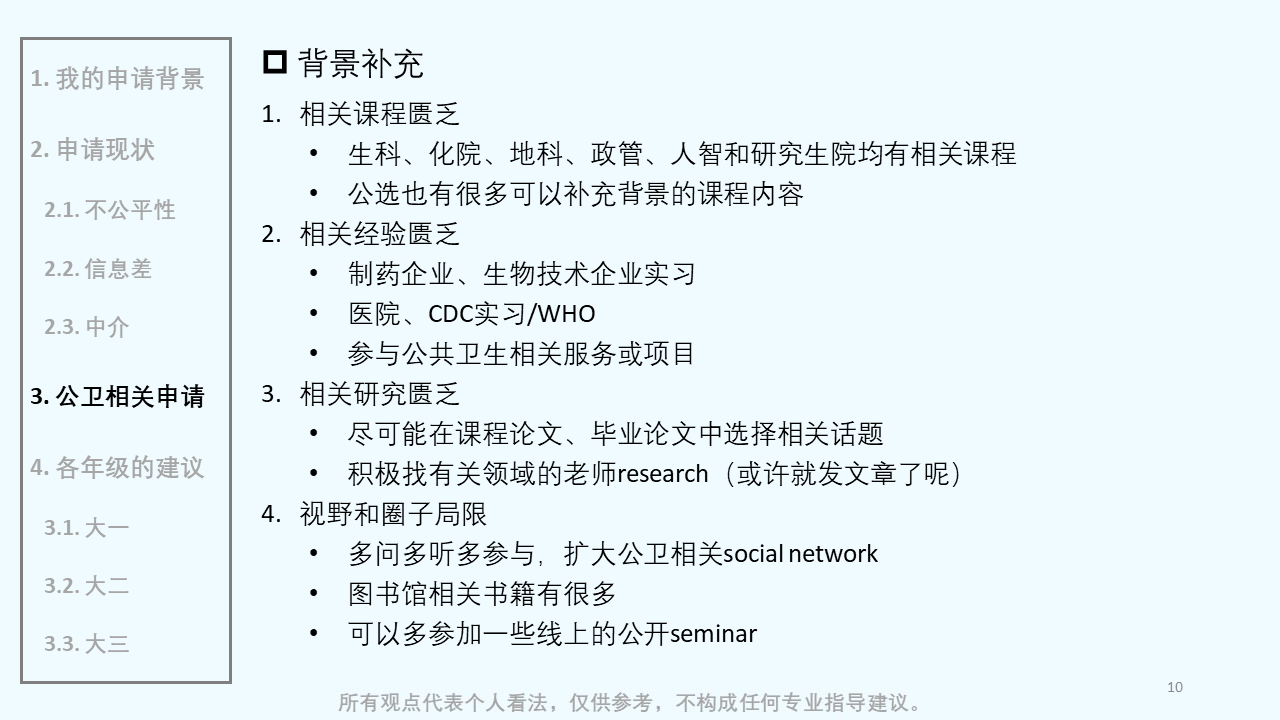 1. 我的申请背景
2. 申请现状
2.1. 不公平性
2.2. 信息差
2.3. 中介
3. 公卫相关申请
4. 各年级的建议
3.1. 大一
3.2. 大二
3.3. 大三
背景补充
1. 相关课程匮乏
• 生科、化院、地科、政管、人智和研究生院均有相关课程
• 公选也有很多可以补充背景的课程内容
2. 相关经验匮乏
• 制药企业、生物技术企业实习
• 医院、CDC实习/WHO
• 参与公共卫生相关服务或项目
3. 相关研究匮乏
• 尽可能在课程论文、毕业论文中选择相关话题
• 积极找有关领域的老师research（或许就发文章了呢）
4. 视野和圈子局限
• 多问多听多参与，扩大公卫相关social network
• 图书馆相关书籍有很多
• 可以多参加一些线上的公开seminar
所有观点代表个人看法，仅供参考，不构成任何专业指导建议。
10